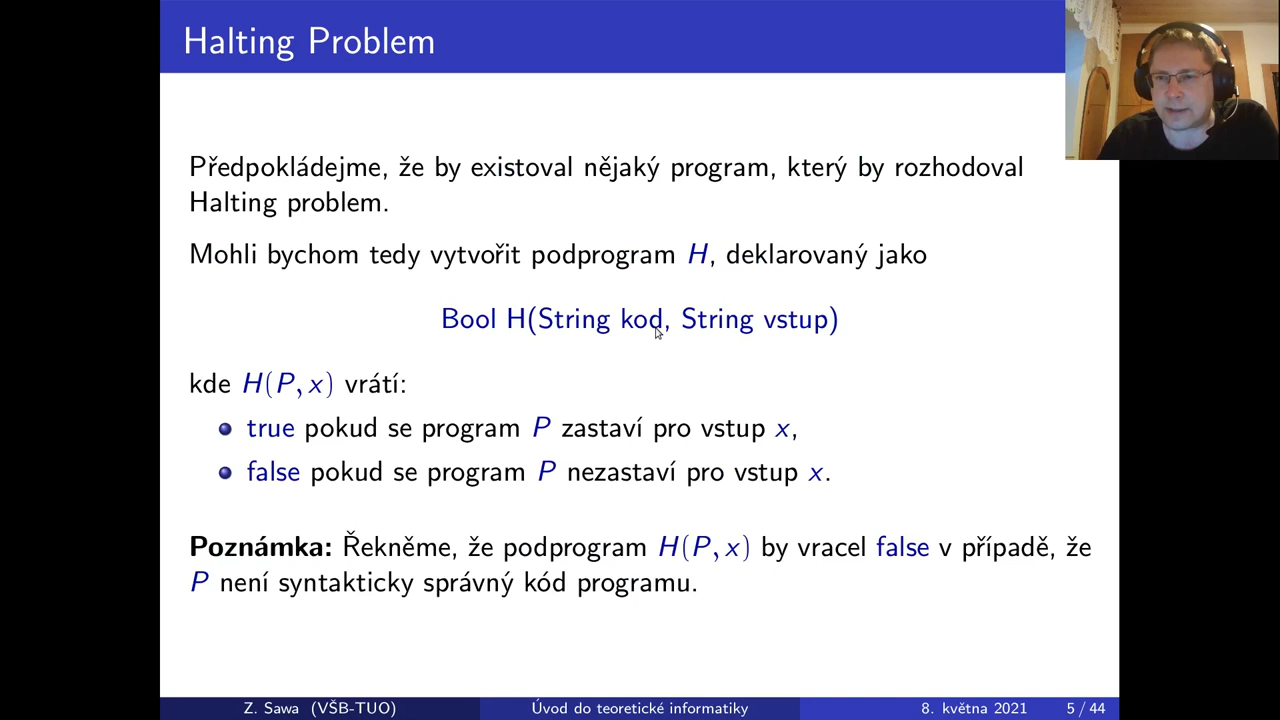 Halting Problem
Předpokládejme, že by existoval nějaký program, který by rozhodoval
Halting problem.
Mohli bychom tedy vytvořit podprogram H, deklarovaný jako
Bool H(String kod, String vstup)
kde H(P, x) vrátí:
true pokud se program P zastaví pro vstup x,
false pokud se program P nezastaví pro vstup x.
Poznámka: Řekněme, že podprogram H(P, x) by vracel false v případě, že
P není syntakticky správný kód programu.
Z. Sawa (VŠB-TUO) Úvod do teoretické informatiky 8. května 2021 5 / 44